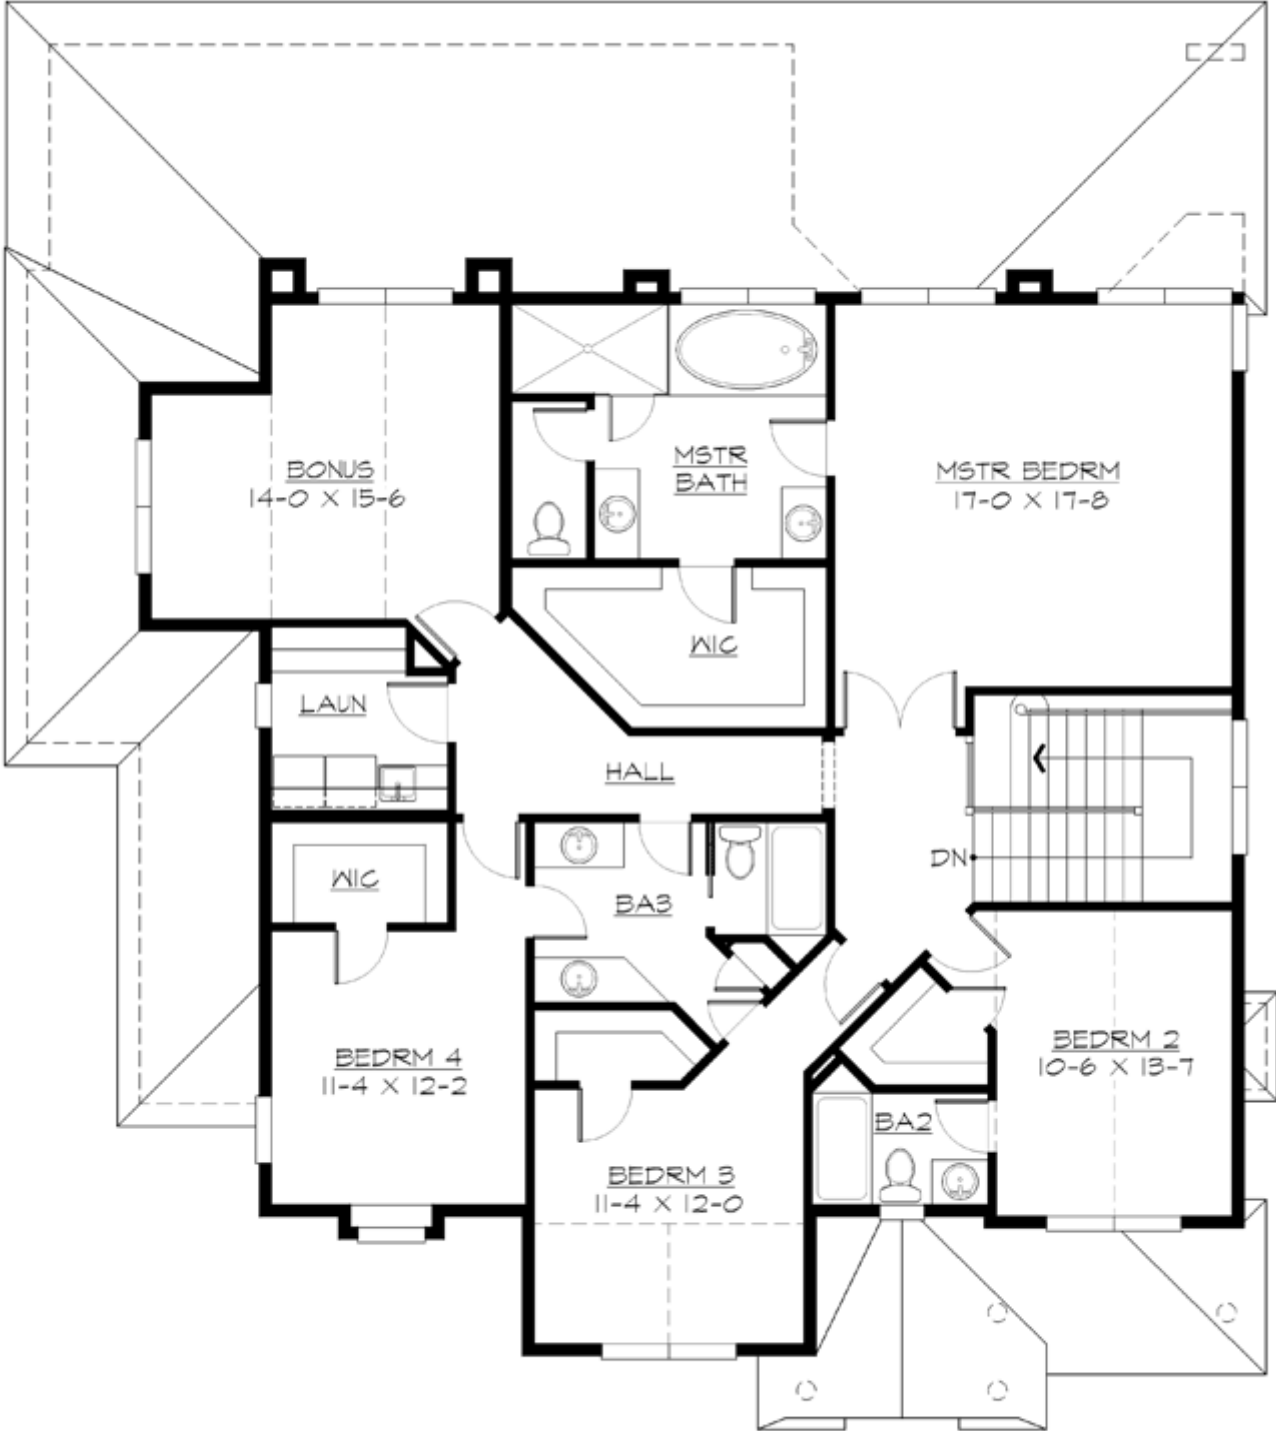 BONUS
14-0 X 15-6
MSTR
BATH
MSTR BEDRM
17-0 X 17-8
WIC
LAUN
HALL
DN
WIC
BA3
BEDRM 4
11-4 X 12-2
BEDRM 2
10-6 X 13-7
BA2
BEDRM 3
11-4 X 12-0